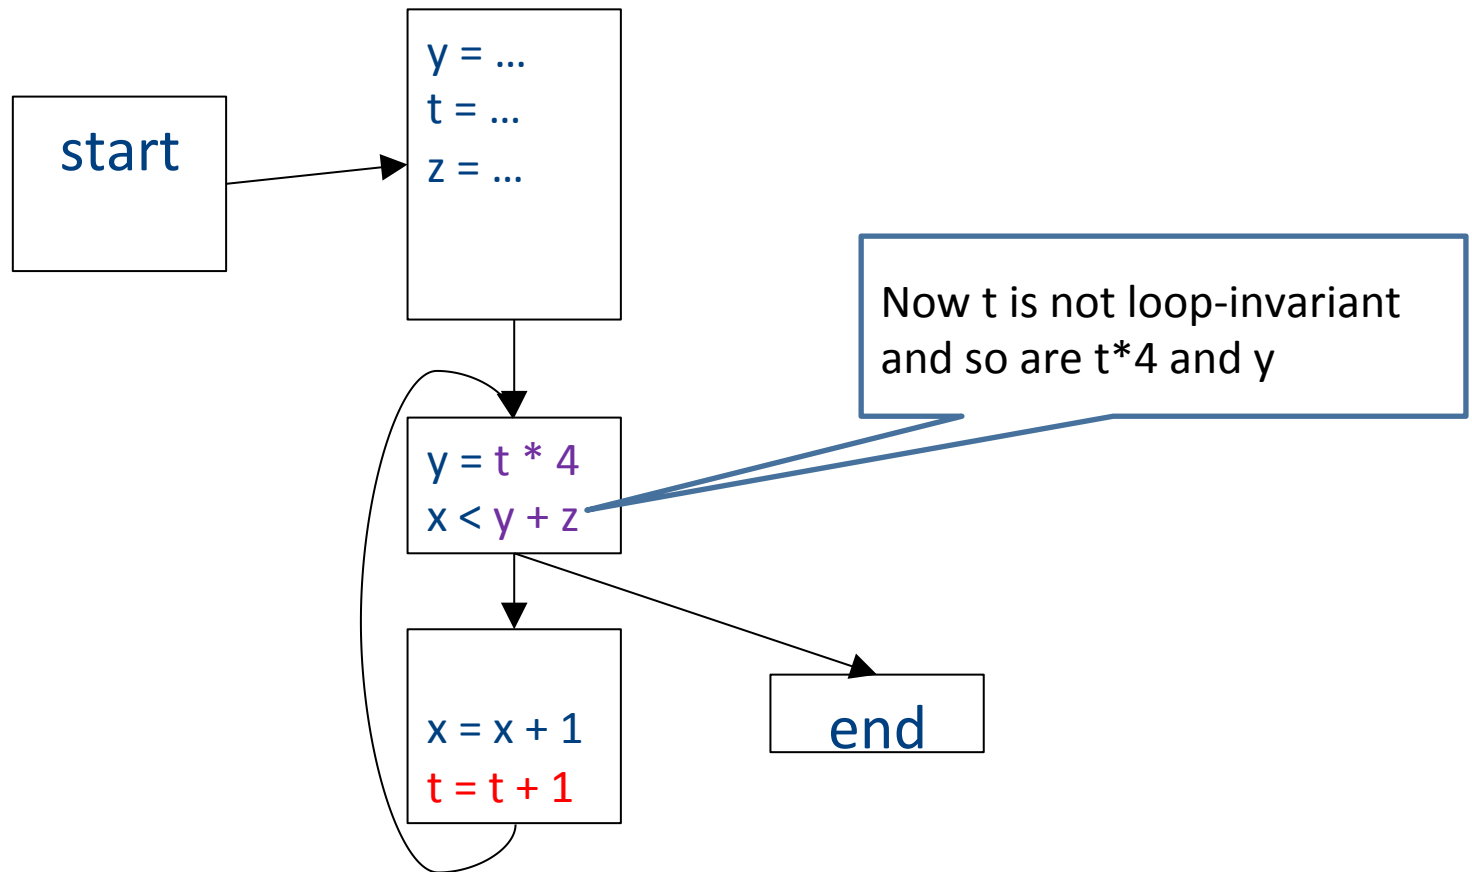 start
y = ...
t = ...
z = ...
Now t is not loop-invariant
and so are t*4 and y
y = t * 4
x < y + z
x = x + 1
t = t + 1
end